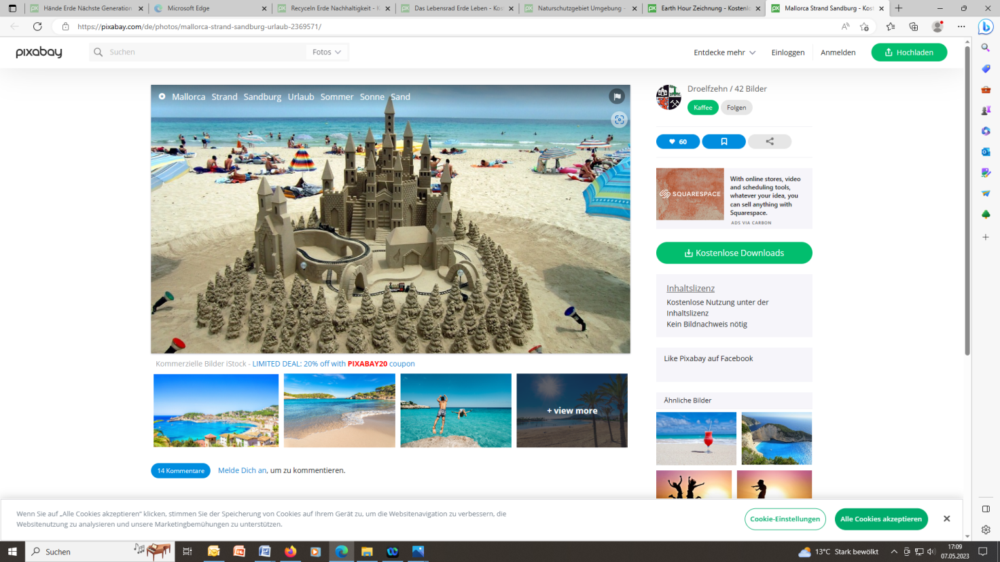 Hände Erde Nächste Generation
Microsoft Edge
Recyceln Erde Nachhaltigkeit - K
Das Lebensrad Erde Leben - Kos
Naturschutzgebiet Umgebung -
Earth Hour Zeichnung - Kostenlo
Mallorca Strand Sandburg - Kost
https://pixabay.com/de/photos/mallorca-strand-sandburg-urlaub-2369571/
pixabay
Suchen
Fotos
Entdecke mehr
Einloggen
Anmelden
Hochladen
Mallorca Strand Sandburg Urlaub Sommer Sonne Sand
Droelfzehn / 42 Bilder
Kaffee
Folgen
60
SQUARESPACE
With online stores, video
and scheduling tools,
whatever your idea, you
can sell anything with
Squarespace.
ADS VIA CARBON
Kostenlose Downloads
Inhaltslizenz
Kostenlose Nutzung unter der
Inhaltslizenz
Kein Bildnachweis nötig
Like Pixabay auf Facebook
Ähnliche Bilder
Kommerzielle Bilder iStock - LIMITED DEAL: 20% off with PIXABAY20 coupon
+ view more
14 Kommentare
Melde Dich an, um zu kommentieren.
Wenn Sie auf „Alle Cookies akzeptieren" klicken, stimmen Sie der Speicherung von Cookies auf Ihrem Gerät zu, um die Websitenavigation zu verbessern, die
Websitenutzung zu analysieren und unsere Marketingbemühungen zu unterstützen.
Cookie-Einstellungen
Alle Cookies akzeptieren
Suchen
13°C Stark bewölkt
17:09
07.05.2023